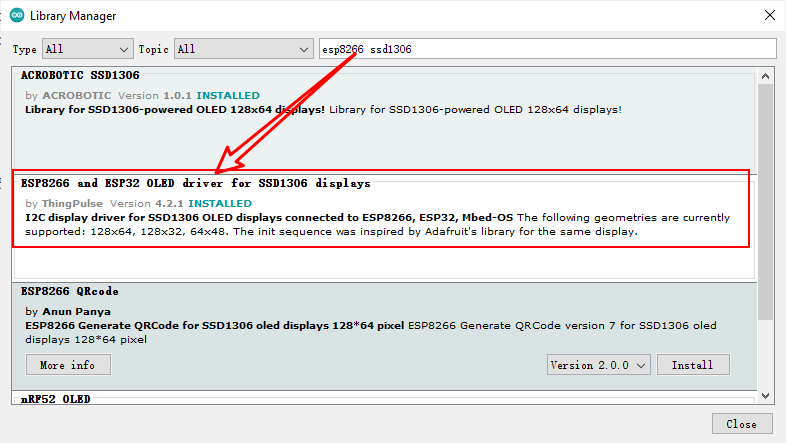 Library Manager
Type All Topic All esp8266 ssd1306
ACROBOTIC SSD1306
by ACROBOTIC Version 1.0.1 INSTALLED
Library for SSD1306-powered OLED 128x64 displays! Library for SSD1306-powered OLED 128x64 displays!
ESP8266 and ESP32 OLED driver for SSD1306 displays
by ThingPulse Version 4.2.1 INSTALLED
I2C display driver for SSD1306 OLED displays connected to ESP8266, ESP32, Mbed-OS The following geometries are currently
supported: 128x64, 128x32, 64x48. The init sequence was inspired by Adafruit's library for the same display.
ESP8266 QRcode
by Anun Panya
ESP8266 Generate QRCode for SSD1306 oled displays 128*64 pixel ESP8266 Generate QRCode version 7 for SSD1306 oled
displays 128*64 pixel
More info Version 2.0.0 Install
nRF52 OLED
Close